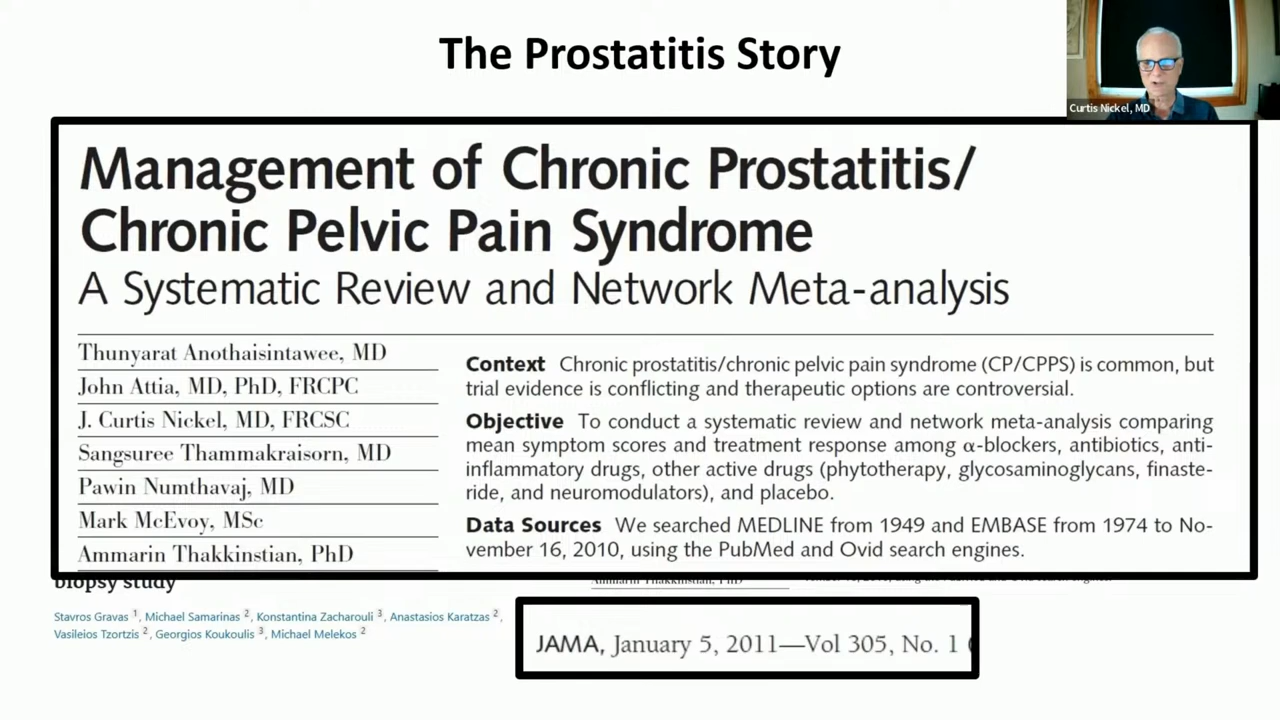 The Prostatitis Story
Curtis Nickel, MD
Management of Chronic Prostatitis/
Chronic Pelvic Pain Syndrome
A Systematic Review and Network Meta-analysis
Thunyarat Anothaisintawee, MD
John Attia, MD, PhD, FRCPC
J. Curtis Nickel, MD, FRCSC
Sangsuree Thammakraisorn, MD
Pawin Numthavaj, MD
Mark McEvoy, MSc
Ammarin Thakkinstian, PhD
Context Chronic prostatitis/chronic pelvic pain syndrome (CP/CPPS) is common, but
trial evidence is conflicting and therapeutic options are controversial.
Objective To conduct a systematic review and network meta-analysis comparing
mean symptom scores and treatment response among α-blockers, antibiotics, anti-
inflammatory drugs, other active drugs (phytotherapy, glycosaminoglycans, finaste-
ride, and neuromodulators), and placebo.
Data Sources We searched MEDLINE from 1949 and EMBASE from 1974 to No-
vember 16, 2010, using the PubMed and Ovid search engines.
biopsy study
Stavros Gravas 1, Michael Samarinas 2, Konstantina Zacharouli 3, Anastasios Karatzas 2,
Vasileios Tzortzis 2, Georgios Koukoulis 3, Michael Melekos 2
JAMA, January 5, 2011—Vol 305, No. 1